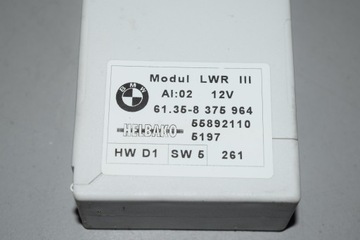 Modul LWR III
BMW
AI:02 12V
61.35-8 375 964
HELBAKO 55892110
5197
HW D1 SW 5 261